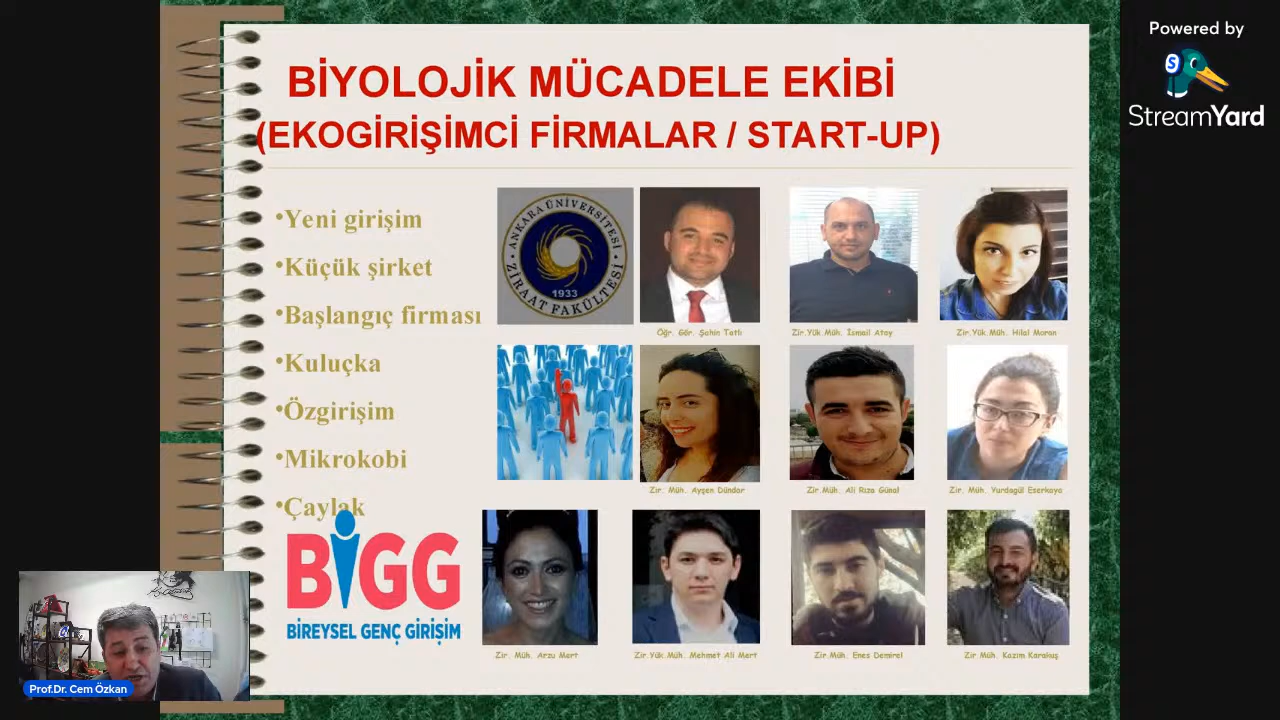 Powered by
StreamYard
BİYOLOJİK MÜCADELE EKİBİ
(EKOGİRİŞİMCİ FİRMALAR / START-UP)
•Yeni girişim
•Küçük şirket
•Başlangıç firması
•Kuluçka
•Özgirişim
•Mikrokobi
•Çaylak
ANKARA ÜNİVERSİTESİ
ZİRAAT FAKÜLTESİ
1933
Öğr. Gör. Şahin Tatlı
Zir.Yük.Müh. İsmail Atay
Zir.Yük.Müh. Hilal Moran
Zir. Müh. Ayşen Dündar
Zir.Müh. Ali Rıza Günal
Zir. Müh. Yurdagül Eserkaya
BİGG
BİREYSEL GENÇ GİRİŞİM
Zir. Müh. Arzu Mert
Zir.Yük.Müh. Mehmet Ali Mert
Zir.Müh. Enes Demirel
Zir.Müh. Kazım Karakuş
Prof.Dr. Cem Özkan